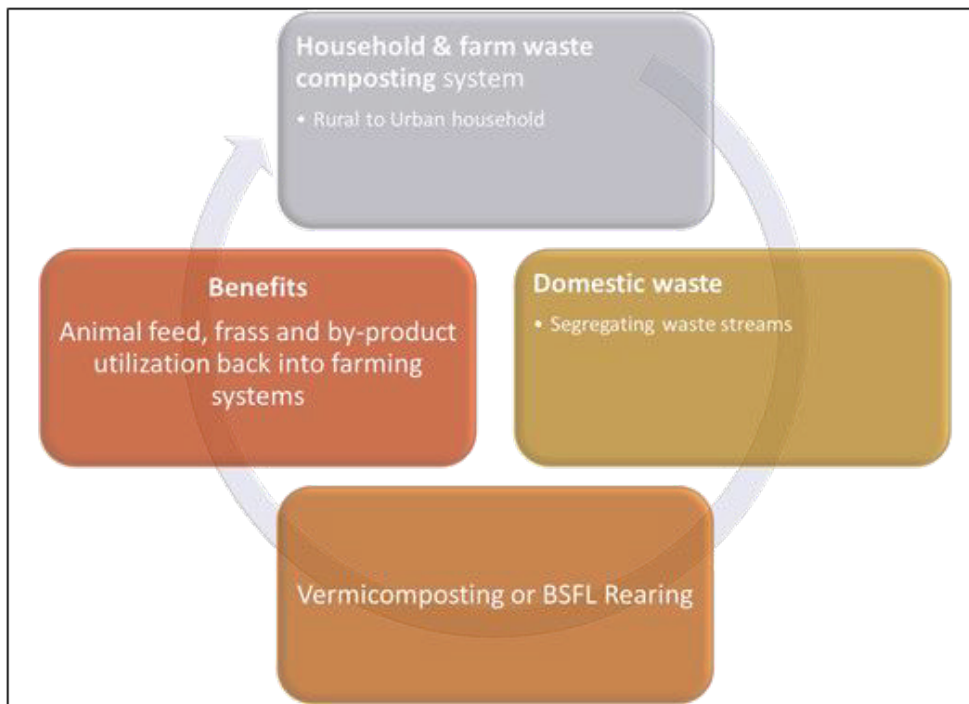 Household & farm waste
composting system
• Rural to Urban household
Domestic waste
• Segregating waste streams
Vermicomposting or BSFL Rearing
Benefits
Animal feed, frass and by-product
utilization back into farming
systems